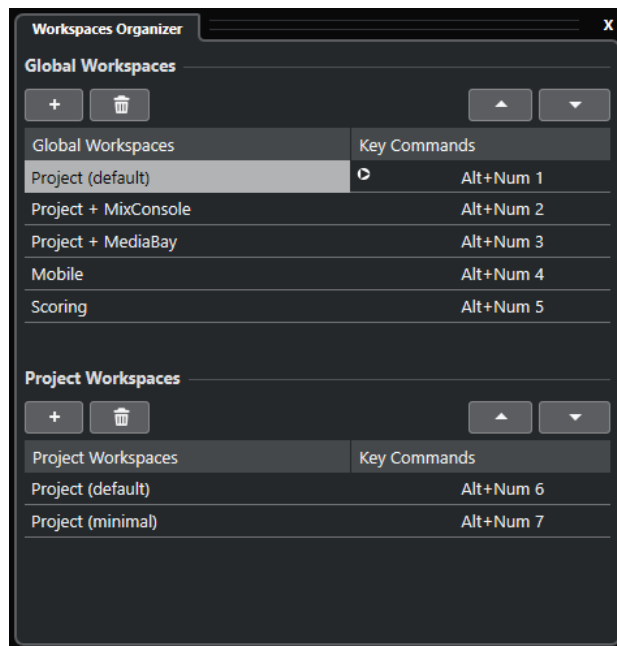 Workspaces Organizer X
Global Workspaces
+
Global Workspaces Key Commands
Project (default) Alt+Num 1
Project + MixConsole Alt+Num 2
Project + MediaBay Alt+Num 3
Mobile Alt+Num 4
Scoring Alt+Num 5
Project Workspaces
+
Project Workspaces Key Commands
Project (default) Alt+Num 6
Project (minimal) Alt+Num 7